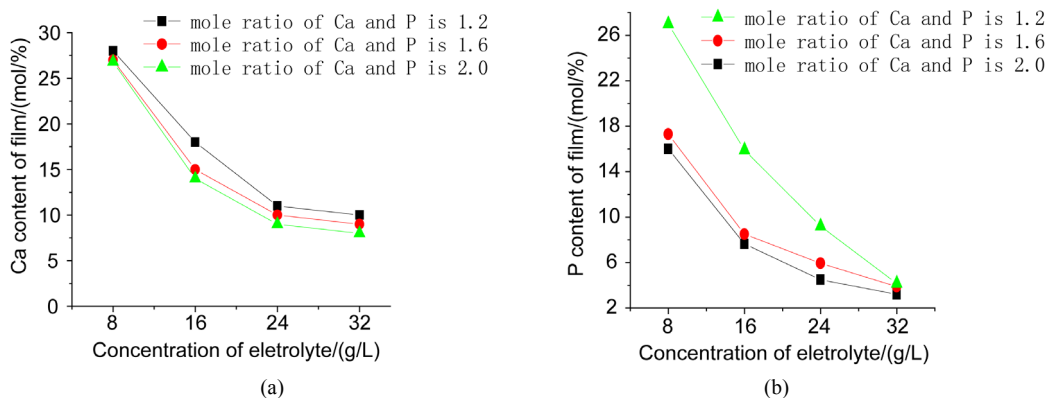 mole ratio of Ca and P is 1.2
mole ratio of Ca and P is 1.6
mole ratio of Ca and P is 2.0
30
25
20
15
10
5
0
Ca content of film/(mol/%)
8 16 24 32
Concentration of eletrolyte/(g/L)
(a)
mole ratio of Ca and P is 1.2
mole ratio of Ca and P is 1.6
mole ratio of Ca and P is 2.0
26
22
18
14
10
6
2
P content of film/(mol/%)
8 16 24 32
Concentration of eletrolyte/(g/L)
(b)